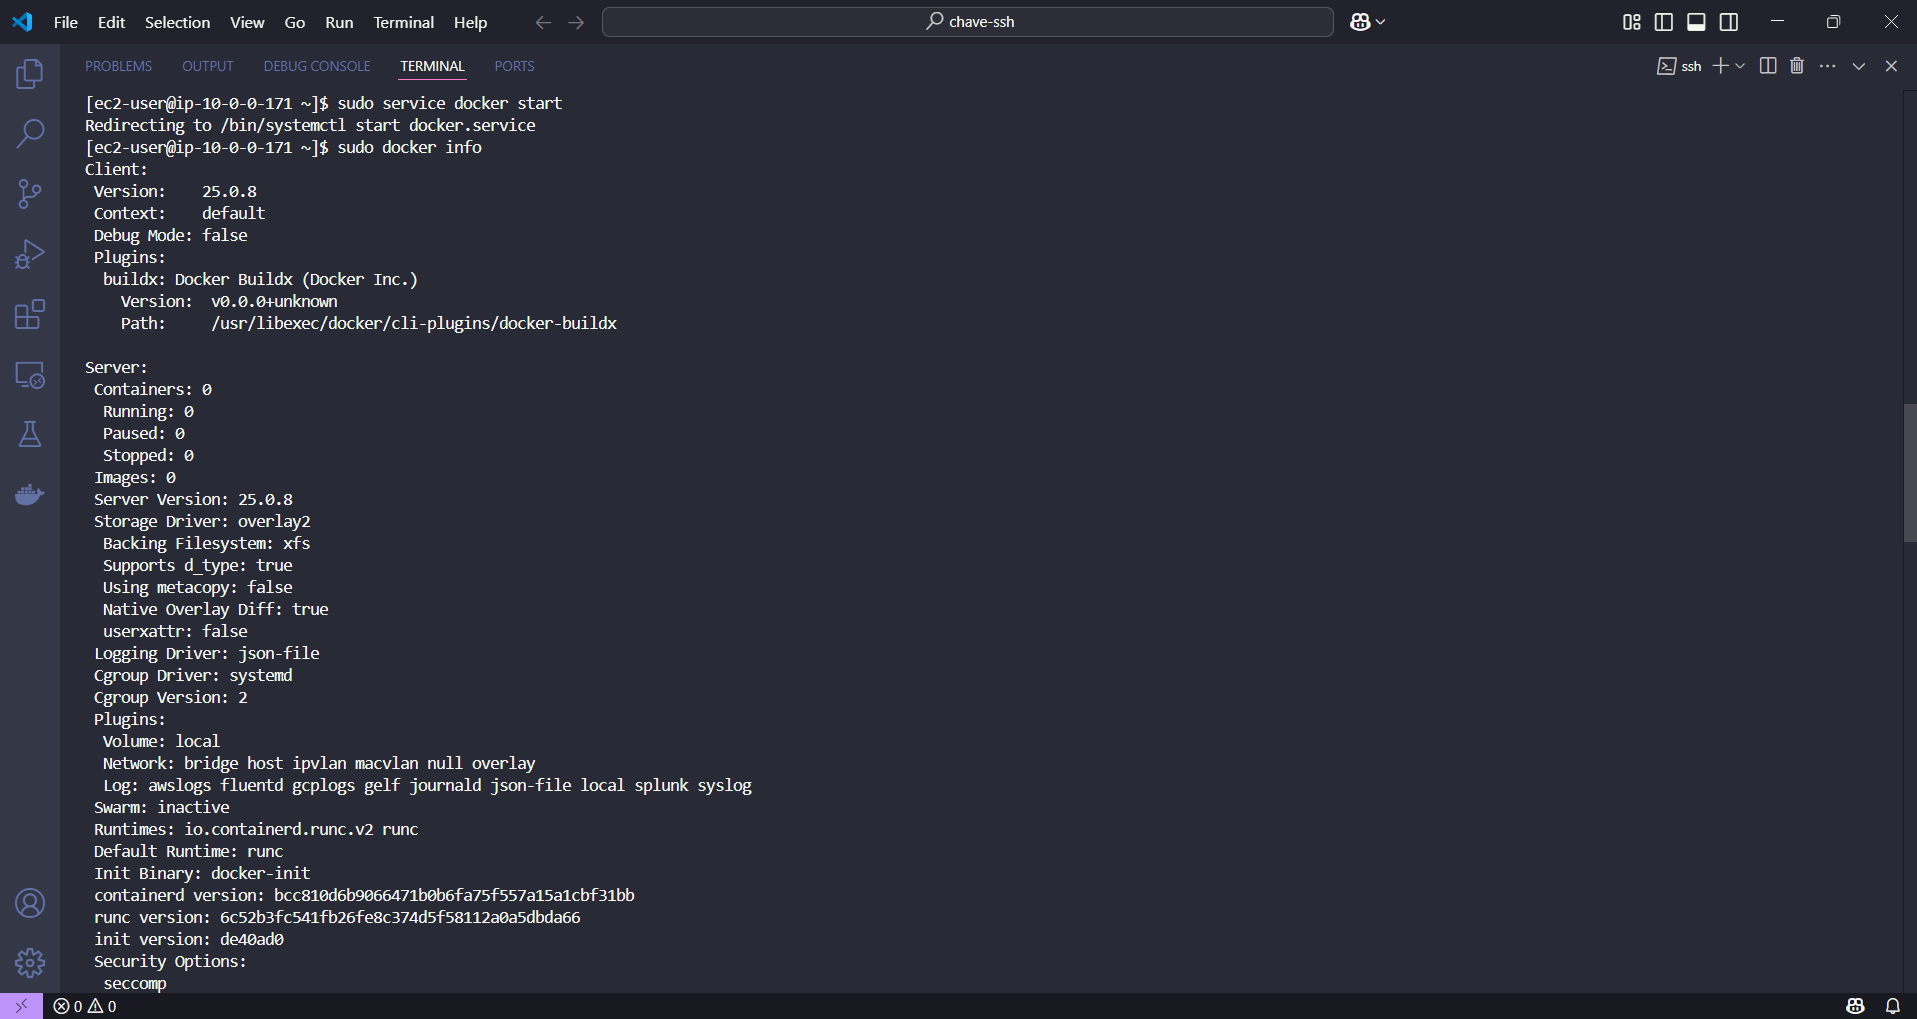 File Edit Selection View Go Run Terminal Help
chave-ssh
PROBLEMS OUTPUT DEBUG CONSOLE TERMINAL PORTS
ssh
[ec2-user@ip-10-0-0-171 ~]$ sudo service docker start
Redirecting to /bin/systemctl start docker.service
[ec2-user@ip-10-0-0-171 ~]$ sudo docker info
Client:
 Version:    25.0.8
 Context:    default
 Debug Mode: false
 Plugins:
  buildx: Docker Buildx (Docker Inc.)
    Version:  v0.0.0+unknown
    Path:     /usr/libexec/docker/cli-plugins/docker-buildx

Server:
 Containers: 0
  Running: 0
  Paused: 0
  Stopped: 0
 Images: 0
 Server Version: 25.0.8
 Storage Driver: overlay2
  Backing Filesystem: xfs
  Supports d_type: true
  Using metacopy: false
  Native Overlay Diff: true
  userxattr: false
 Logging Driver: json-file
 Cgroup Driver: systemd
 Cgroup Version: 2
 Plugins:
  Volume: local
  Network: bridge host ipvlan macvlan null overlay
  Log: awslogs fluentd gcplogs gelf journald json-file local splunk syslog
 Swarm: inactive
 Runtimes: io.containerd.runc.v2 runc
 Default Runtime: runc
 Init Binary: docker-init
 containerd version: bcc810d6b9066471b0b6fa75f557a15a1cbf31bb
 runc version: 6c52b3fc541fb26fe8c374d5f58112a0a5dbda66
 init version: de40ad0
 Security Options:
  seccomp
0 0